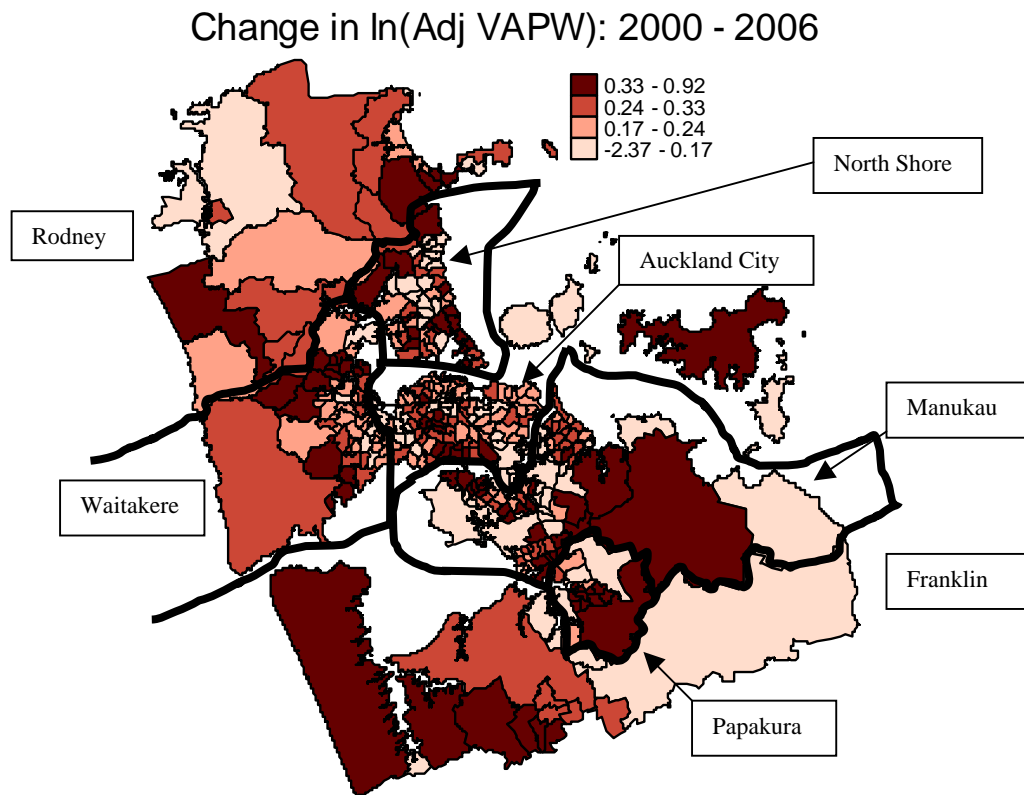 Change in ln(Adj VAPW): 2000 - 2006
0.33 - 0.92
0.24 - 0.33
0.17 - 0.24
-2.37 - 0.17
North Shore
Rodney
Auckland City
Manukau
Waitakere
Franklin
Papakura